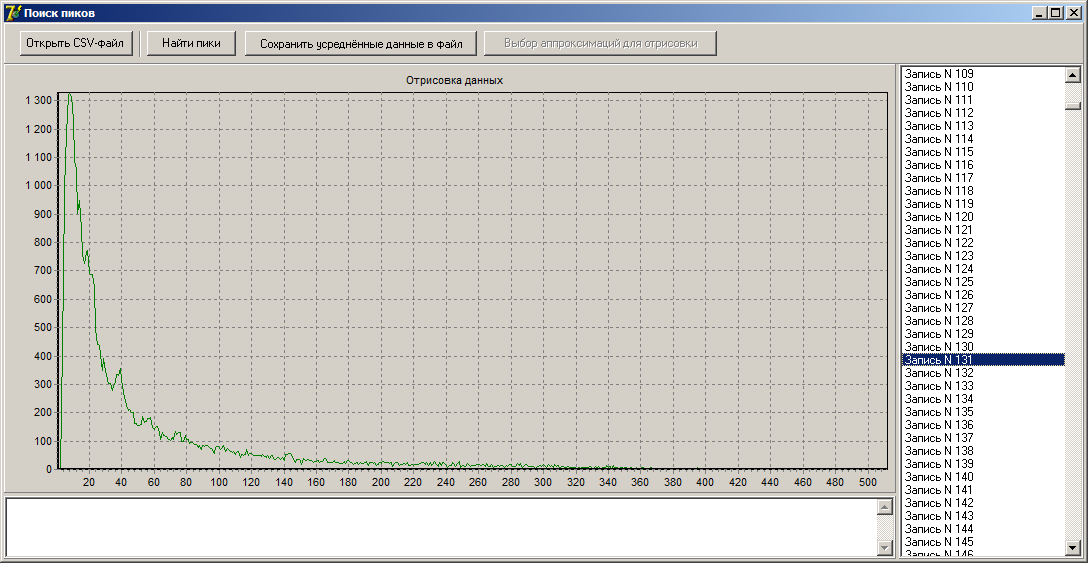 Поиск пиков
Открыть CSV-файл
Найти пики
Сохранить усреднённые данные в файл
Выбор аппроксимаций для отрисовки
Отрисовка данных
1 300
1 200
1 100
1 000
900
800
700
600
500
400
300
200
100
0
20 40 60 80 100 120 140 160 180 200 220 240 260 280 300 320 340 360 380 400 420 440 460 480 500
Запись N 109
Запись N 110
Запись N 111
Запись N 112
Запись N 113
Запись N 114
Запись N 115
Запись N 116
Запись N 117
Запись N 118
Запись N 119
Запись N 120
Запись N 121
Запись N 122
Запись N 123
Запись N 124
Запись N 125
Запись N 126
Запись N 127
Запись N 128
Запись N 129
Запись N 130
Запись N 131
Запись N 132
Запись N 133
Запись N 134
Запись N 135
Запись N 136
Запись N 137
Запись N 138
Запись N 139
Запись N 140
Запись N 141
Запись N 142
Запись N 143
Запись N 144
Запись N 145
Запись N 146